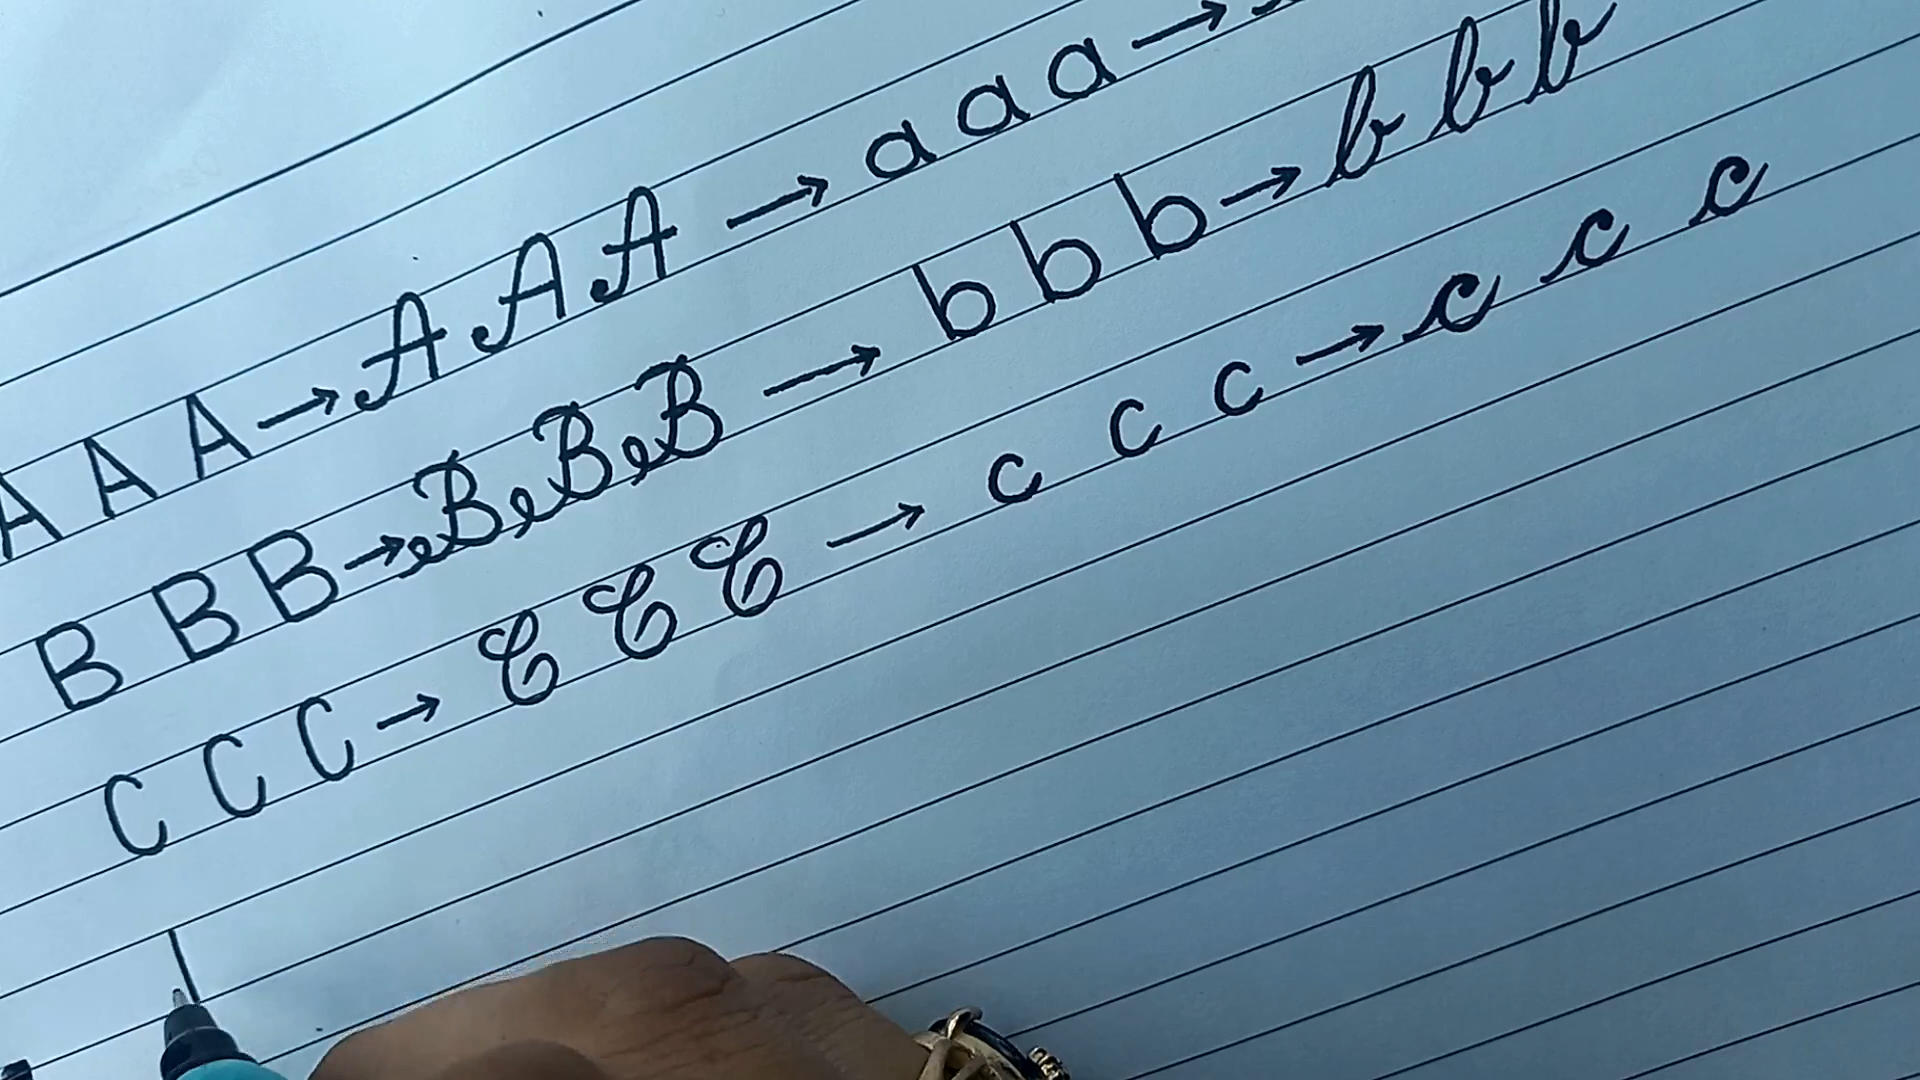 A A A → A A A → a a a →
B B B → B B B → b b b → b b b
C C C → C C C → c c c → c c c